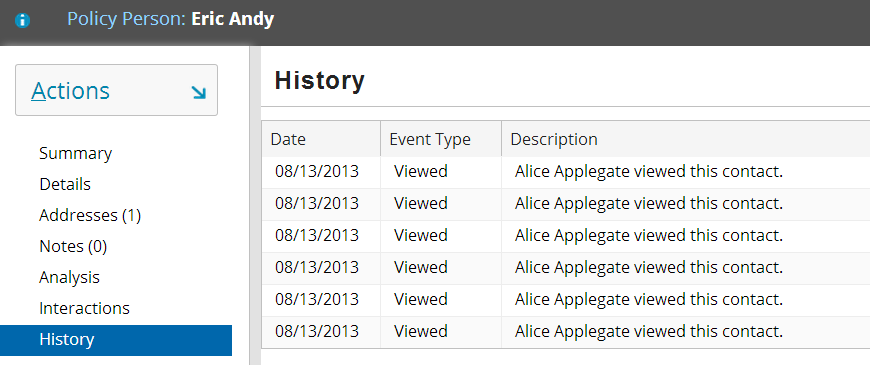 Policy Person: Eric Andy
Actions
Summary
Details
Addresses (1)
Notes (0)
Analysis
Interactions
History
History
Date Event Type Description
08/13/2013 Viewed Alice Applegate viewed this contact.
08/13/2013 Viewed Alice Applegate viewed this contact.
08/13/2013 Viewed Alice Applegate viewed this contact.
08/13/2013 Viewed Alice Applegate viewed this contact.
08/13/2013 Viewed Alice Applegate viewed this contact.
08/13/2013 Viewed Alice Applegate viewed this contact.